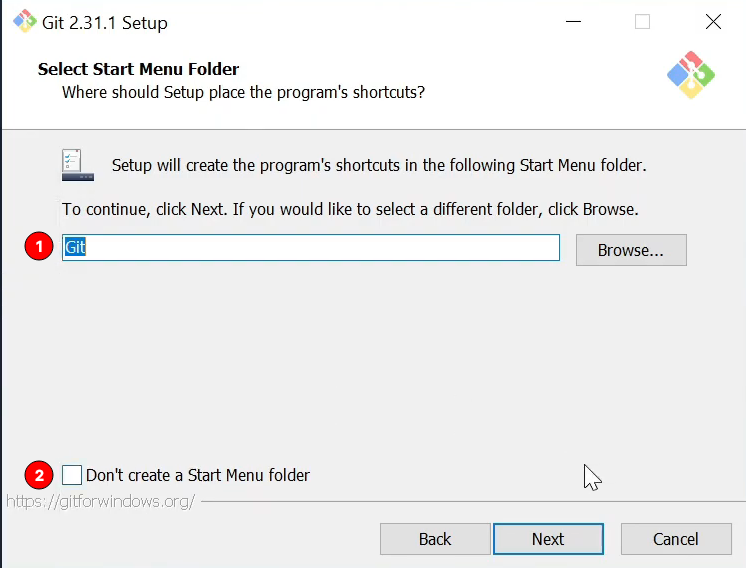 Git 2.31.1 Setup
Select Start Menu Folder
Where should Setup place the program's shortcuts?
Setup will create the program's shortcuts in the following Start Menu folder.
To continue, click Next. If you would like to select a different folder, click Browse.
1 Git Browse...
2 Don't create a Start Menu folder
https://gitforwindows.org/
Back Next Cancel